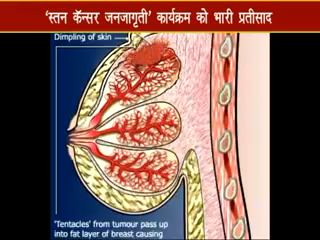 'स्तन कॅन्सर जनजागृती' कार्यक्रम को भारी प्रतीसाद
Dimpling of skin
'Tentacles' from tumour pass up
into fat layer of breast causing